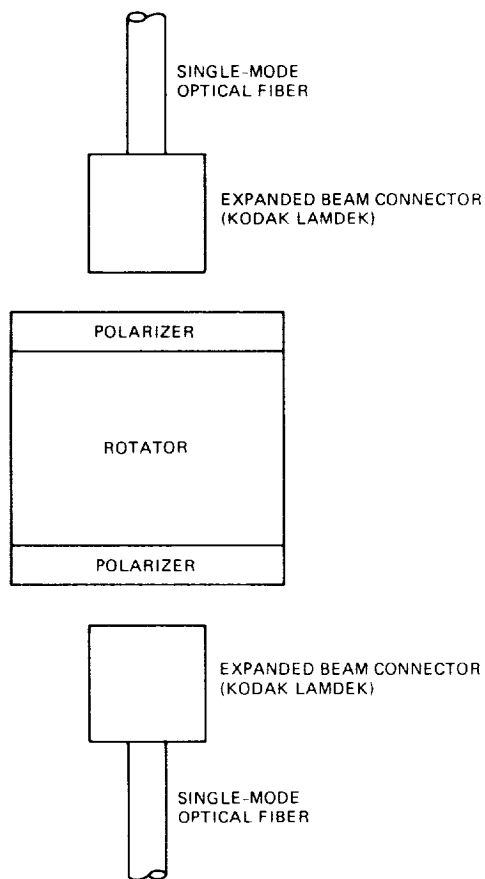 SINGLE-MODE
OPTICAL FIBER
EXPANDED BEAM CONNECTOR
(KODAK LAMDEK)
POLARIZER
ROTATOR
POLARIZER
EXPANDED BEAM CONNECTOR
(KODAK LAMDEK)
SINGLE-MODE
OPTICAL FIBER